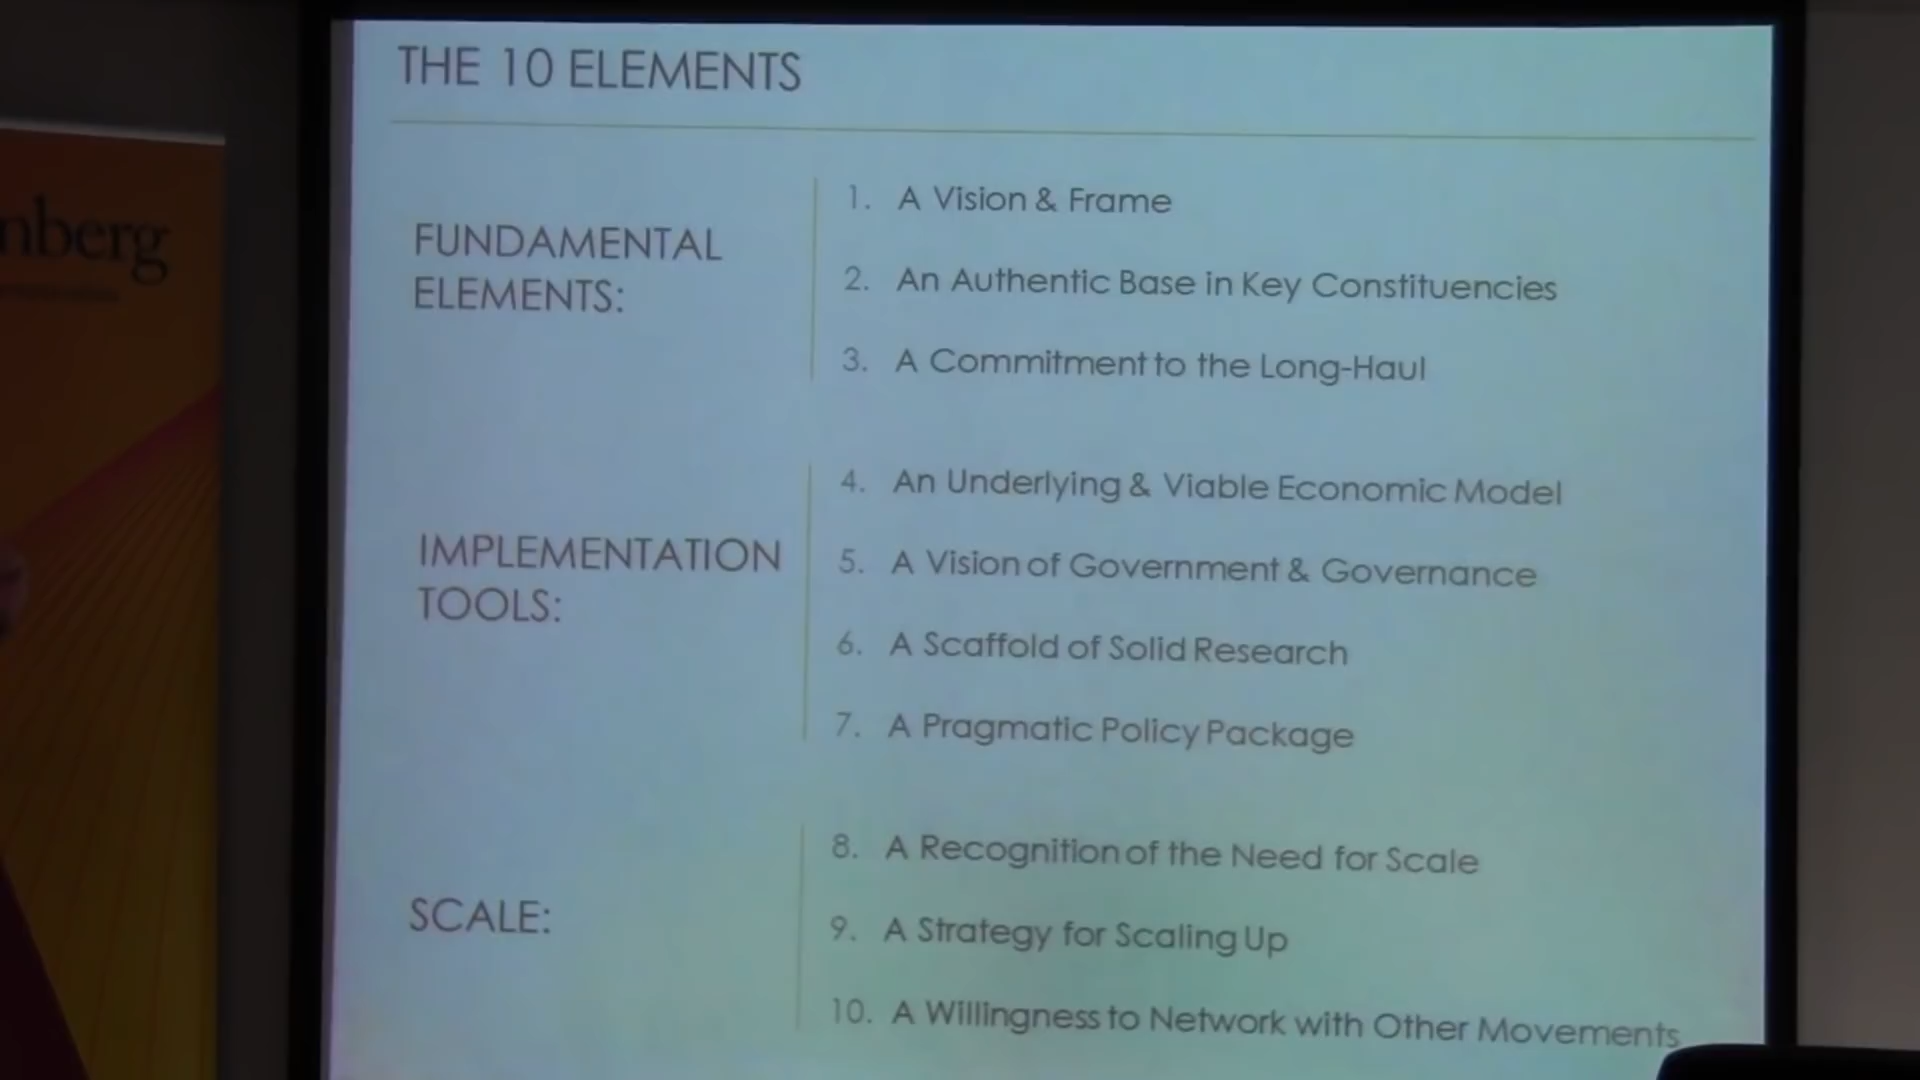 THE 10 ELEMENTS
FUNDAMENTAL
ELEMENTS:
1. A Vision & Frame
2. An Authentic Base in Key Constituencies
3. A Commitment to the Long-Haul
IMPLEMENTATION
TOOLS:
4. An Underlying & Viable Economic Model
5. A Vision of Government & Governance
6. A Scaffold of Solid Research
7. A Pragmatic Policy Package
SCALE:
8. A Recognition of the Need for Scale
9. A Strategy for Scaling Up
10. A Willingness to Network with Other Movements
nberg